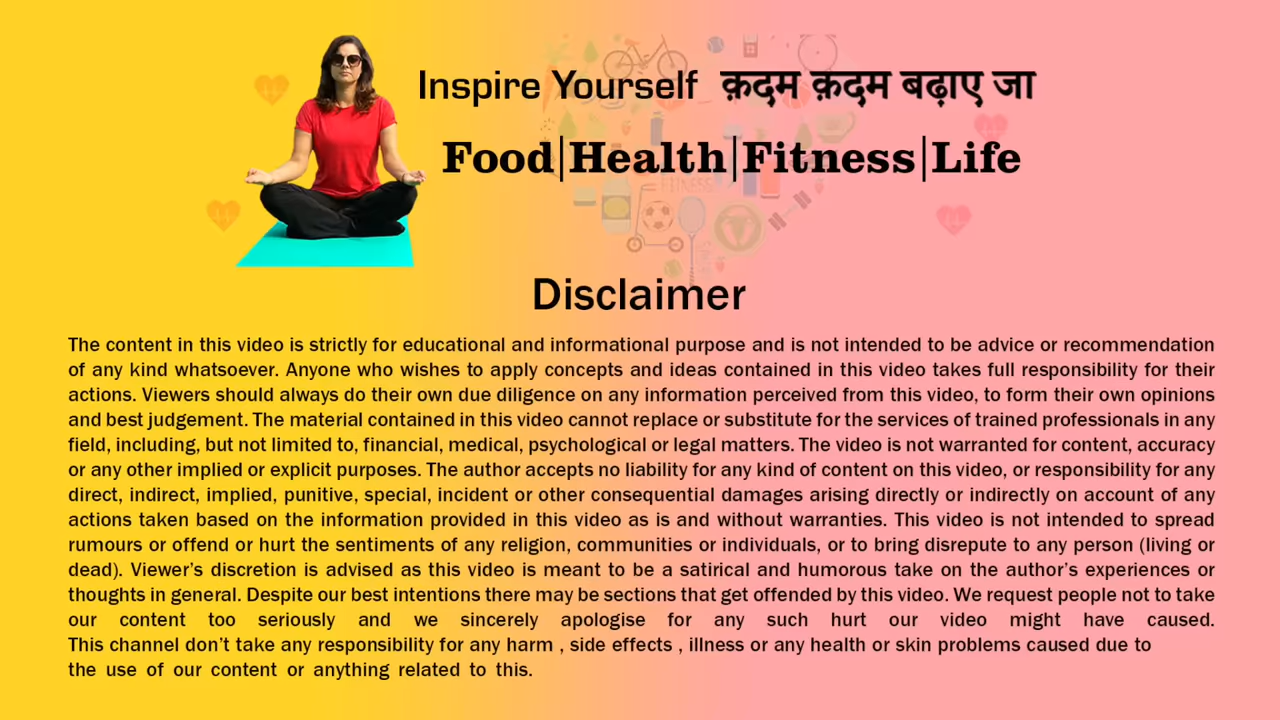 Inspire Yourself क़दम क़दम बढ़ाए जा
Food|Health|Fitness|Life
FITNESS
Disclaimer
The content in this video is strictly for educational and informational purpose and is not intended to be advice or recommendation
of any kind whatsoever. Anyone who wishes to apply concepts and ideas contained in this video takes full responsibility for their
actions. Viewers should always do their own due diligence on any information perceived from this video, to form their own opinions
and best judgement. The material contained in this video cannot replace or substitute for the services of trained professionals in any
field, including, but not limited to, financial, medical, psychological or legal matters. The video is not warranted for content, accuracy
or any other implied or explicit purposes. The author accepts no liability for any kind of content on this video, or responsibility for any
direct, indirect, implied, punitive, special, incident or other consequential damages arising directly or indirectly on account of any
actions taken based on the information provided in this video as is and without warranties. This video is not intended to spread
rumours or offend or hurt the sentiments of any religion, communities or individuals, or to bring disrepute to any person (living or
dead). Viewer’s discretion is advised as this video is meant to be a satirical and humorous take on the author’s experiences or
thoughts in general. Despite our best intentions there may be sections that get offended by this video. We request people not to take
our content too seriously and we sincerely apologise for any such hurt our video might have caused.
This channel don’t take any responsibility for any harm , side effects , illness or any health or skin problems caused due to
the use of our content or anything related to this.